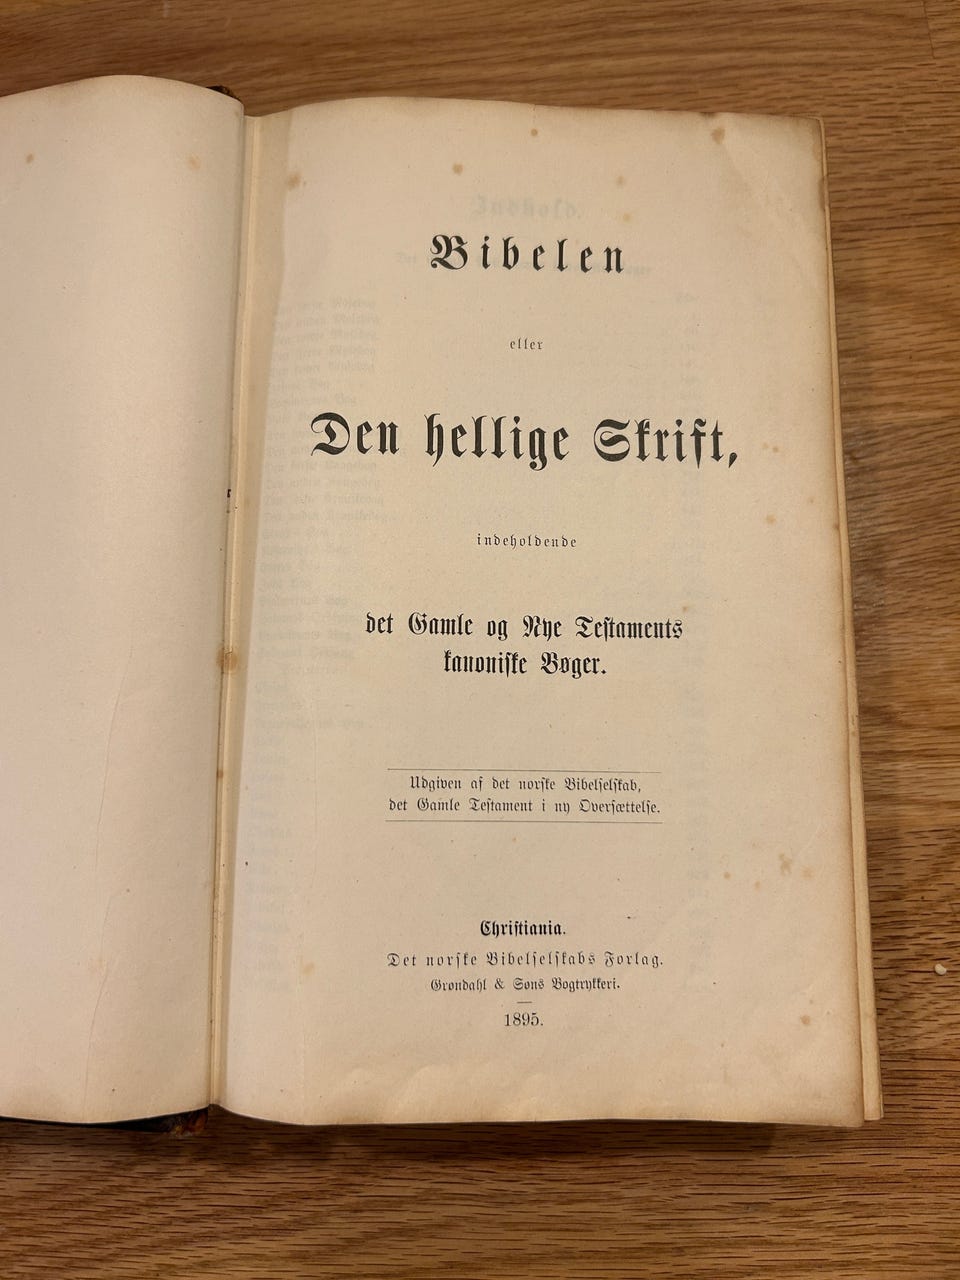 Bibelen
eller
Den hellige Skrift,
indeholdende
det Gamle og Nye Testaments
kanoniske Bøger.
Udgiven af det norske Bibelselskab,
det Gamle Testament i ny Oversættelse.
Christiania.
Det norske Bibelselskabs Forlag.
Grøndahl & Søns Bogtrykkeri.
1895.